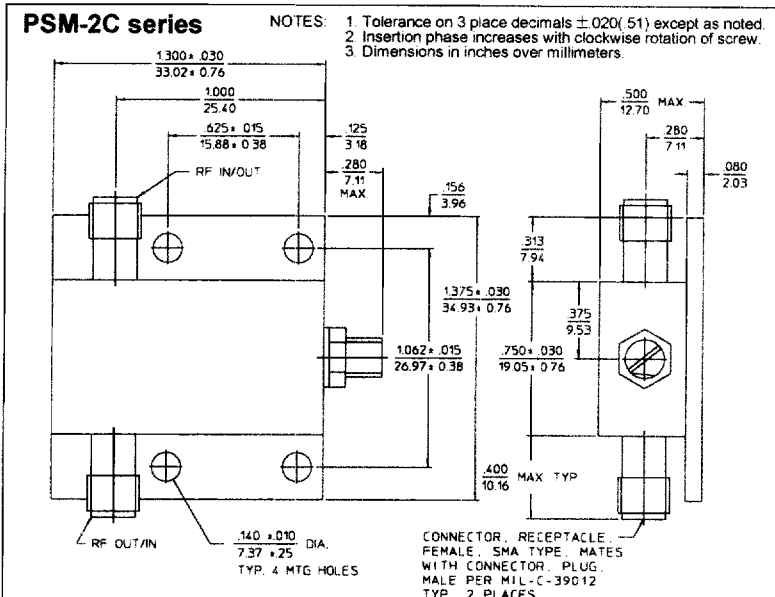 PSM-2C series
NOTES: 1. Tolerance on 3 place decimals ±.020(.51) except as noted.
2. Insertion phase increases with clockwise rotation of screw.
3. Dimensions in inches over millimeters.
1.300± .030
33.02± 0.76
1.000
25.40
.625± .015
15.88± 0.38
.125
3.18
.280
7.11
MAX.
RF IN/OUT
.156
3.96
.500
12.70 MAX
.280
7.11
.080
2.03
.313
7.94
1.375± .030
34.93± 0.76
.375
9.53
1.062± .015
26.97± 0.38
.750±.030
19.05± 0.76
.400
10.16 MAX TYP
RF OUT/IN
.140 ±.010
7.37 ±.25 DIA.
TYP. 4 MTG HOLES
CONNECTOR, RECEPTACLE,
FEMALE, SMA TYPE, MATES
WITH CONNECTOR, PLUG,
MALE PER MIL-C-39012
TYP 2 PLACES